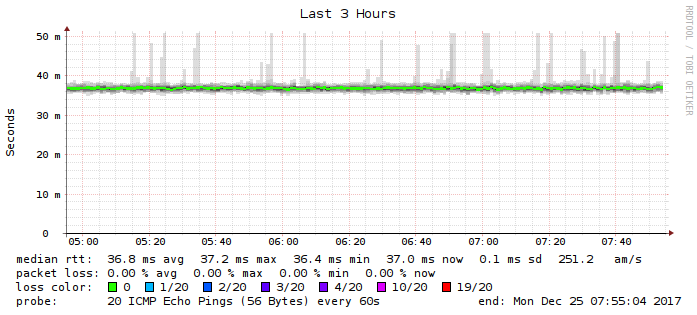 Last 3 Hours
RRDTOOL / TOBI OETIKER
Seconds
50 m
40 m
30 m
20 m
10 m
0
05:00 05:20 05:40 06:00 06:20 06:40 07:00 07:20 07:40
median rtt: 36.8 ms avg 37.2 ms max 36.4 ms min 37.0 ms now 0.1 ms sd 251.2 am/s
packet loss: 0.00 % avg 0.00 % max 0.00 % min 0.00 % now
loss color: 0 1/20 2/20 3/20 4/20 10/20 19/20
probe: 20 ICMP Echo Pings (56 Bytes) every 60s end: Mon Dec 25 07:55:04 2017